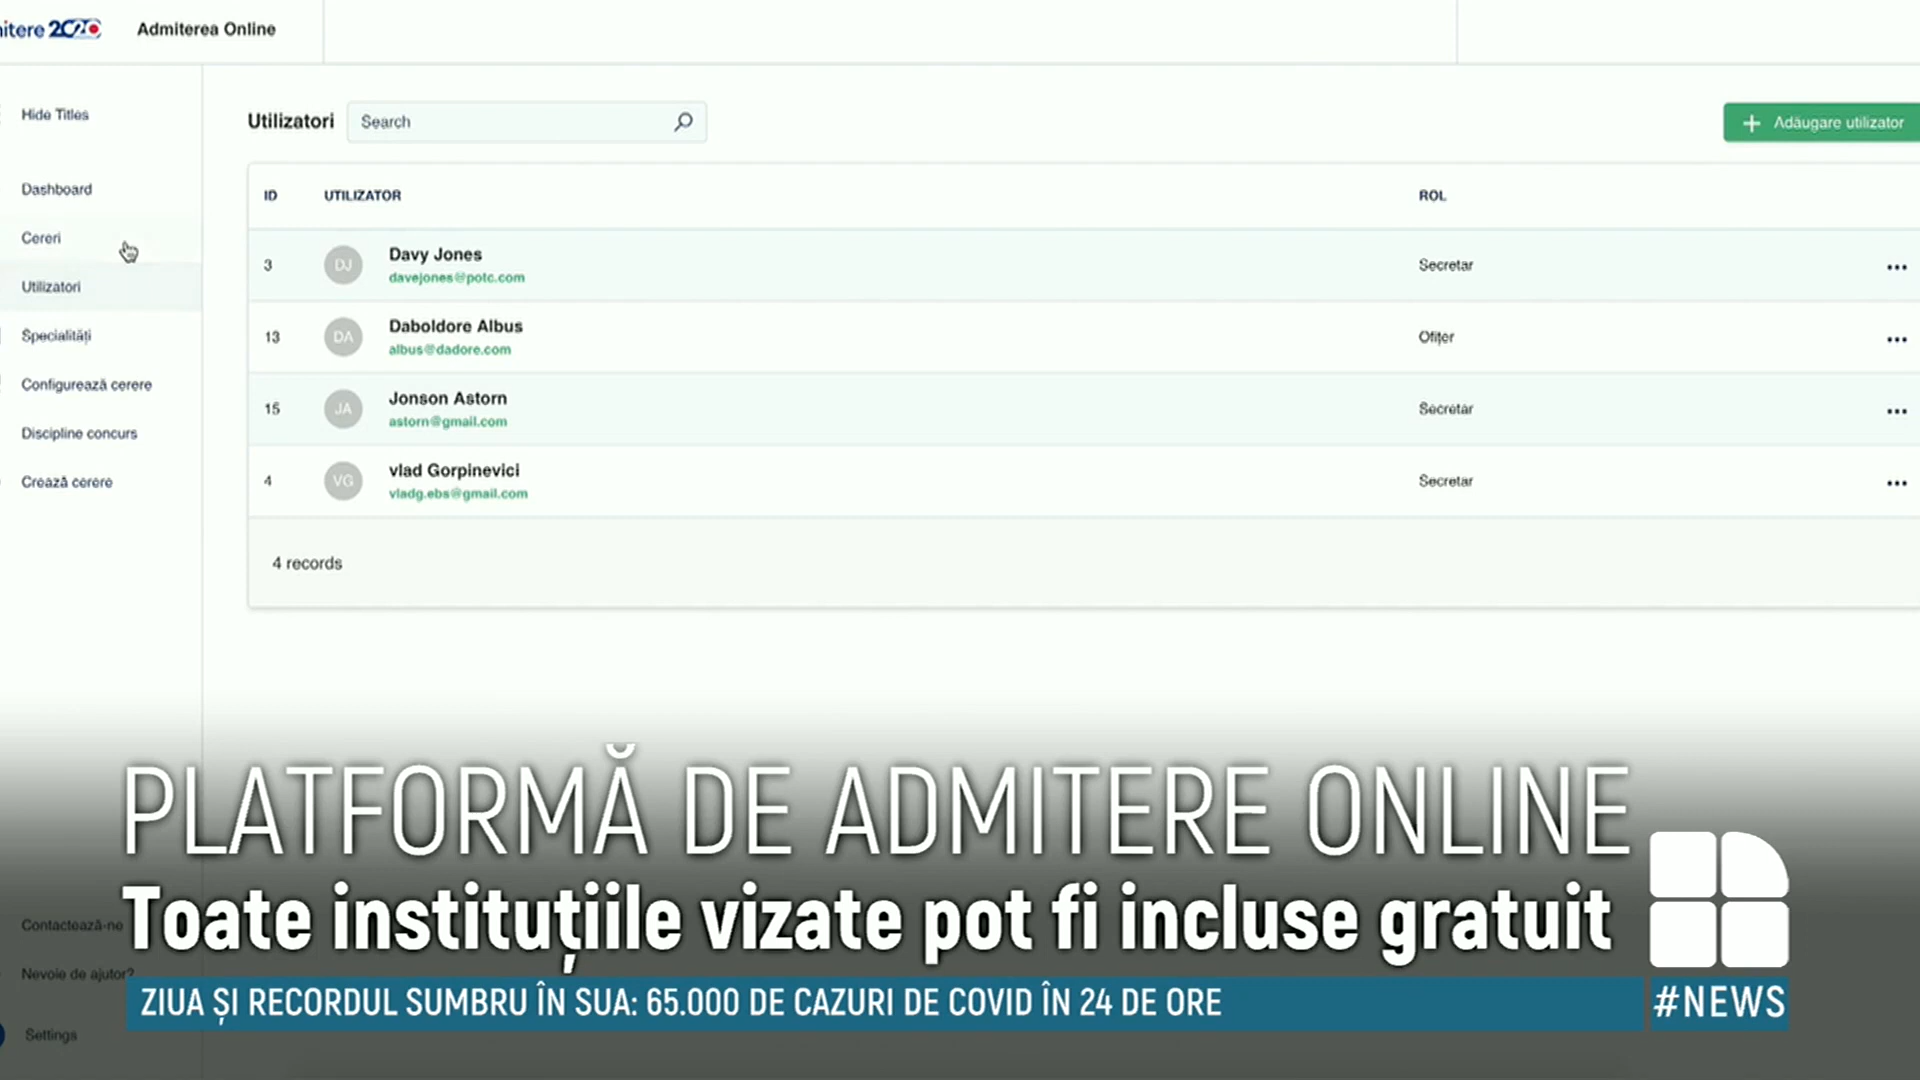 itere 2020
Admiterea Online
Hide Titles
Dashboard
Cereri
Utilizatori
Specialități
Configurează cerere
Discipline concurs
Crează cerere
Contactează-ne
Nevoie de ajutor?
Settings
Utilizatori
Search
+ Adăugare utilizator
ID UTILIZATOR ROL
3 DJ Davy Jones Secretar
davejones@potc.com
13 DA Daboldore Albus Ofițer
albus@dadore.com
15 JA Jonson Astorn Secretar
astorn@gmail.com
4 VG vlad Gorpinevici Secretar
vladg.ebs@gmail.com
4 records
PLATFORMĂ DE ADMITERE ONLINE
Toate instituțiile vizate pot fi incluse gratuit
ZIUA ȘI RECORDUL SUMBRU ÎN SUA: 65.000 DE CAZURI DE COVID ÎN 24 DE ORE
#NEWS